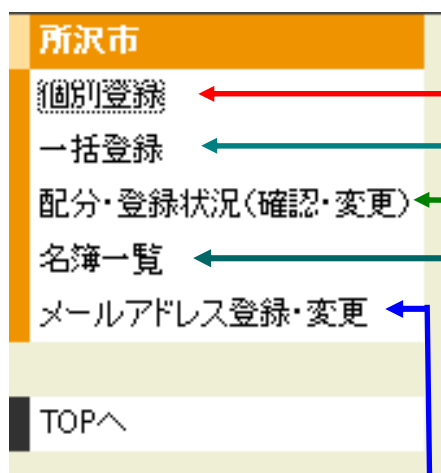 所沢市
個別登録
一括登録
配分・登録状況(確認・変更)
名簿一覧
メールアドレス登録・変更
TOPへ